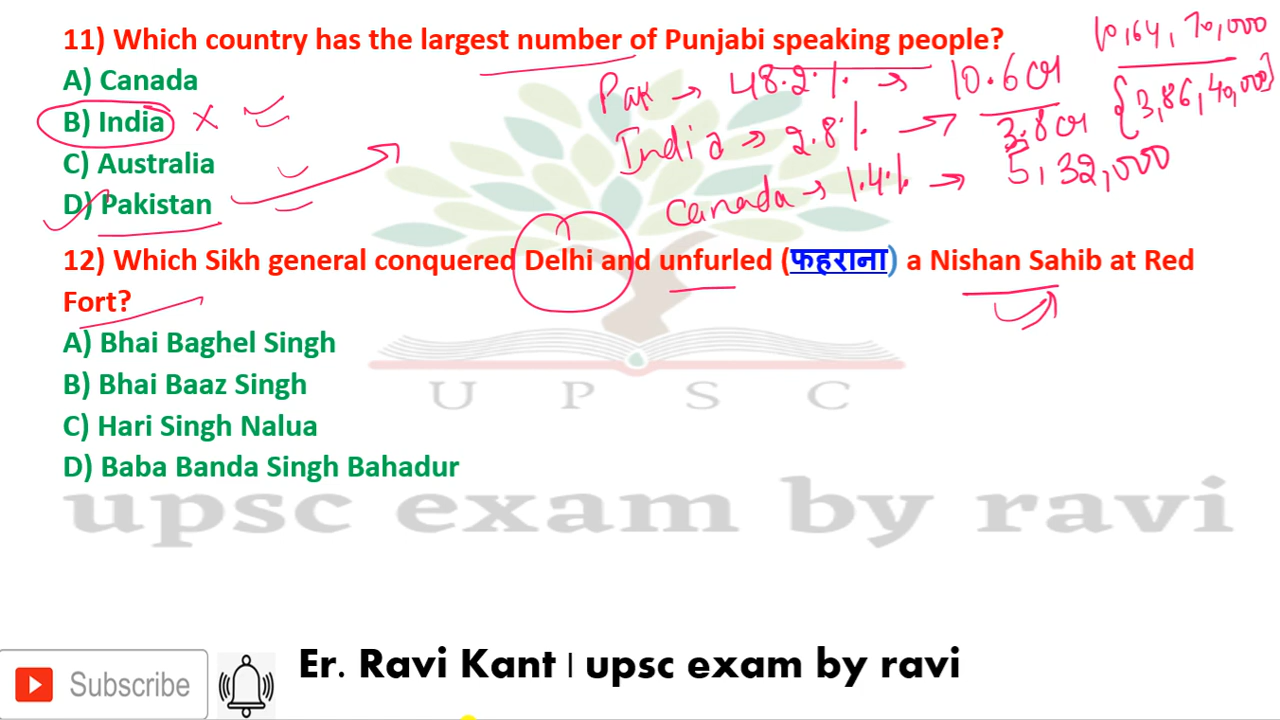 11) Which country has the largest number of Punjabi speaking people?
10,64,70,000
A) Canada
Pak → 48.2% → 10.6 cr
{3,86,40,000}
B) India
India → 2.8% → 3.8 cr
C) Australia
Canada → 1.4% → 5,32,000
D) Pakistan
12) Which Sikh general conquered Delhi and unfurled (फहराना) a Nishan Sahib at Red
Fort?
A) Bhai Baghel Singh
B) Bhai Baaz Singh
UPSC
C) Hari Singh Nalua
D) Baba Banda Singh Bahadur
upsc exam by ravi
Er. Ravi Kant | upsc exam by ravi
Subscribe